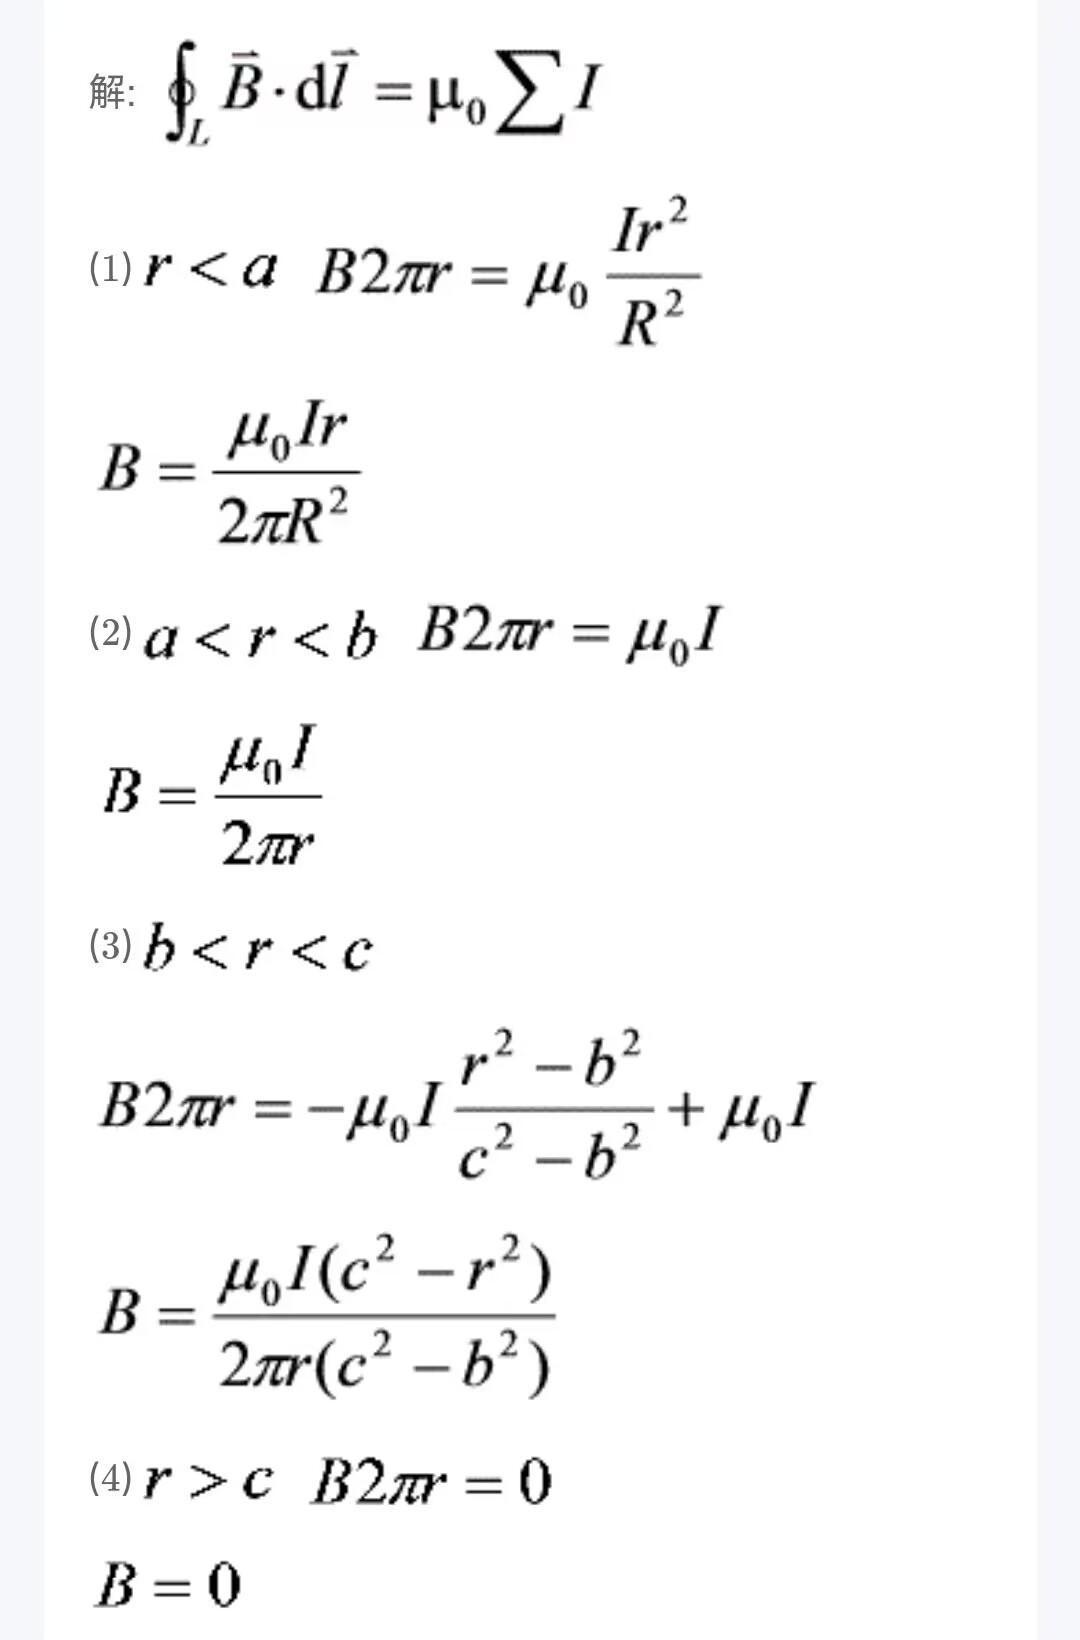 解: ∮_L B⃗·dl⃗ = μ₀∑I
(1) r < a B2πr = μ₀ Ir²/R²
B = μ₀Ir/2πR²
(2) a < r < b B2πr = μ₀I
B = μ₀I/2πr
(3) b < r < c
B2πr = −μ₀I (r² − b²)/(c² − b²) + μ₀I
B = μ₀I(c² − r²)/2πr(c² − b²)
(4) r > c B2πr = 0
B = 0